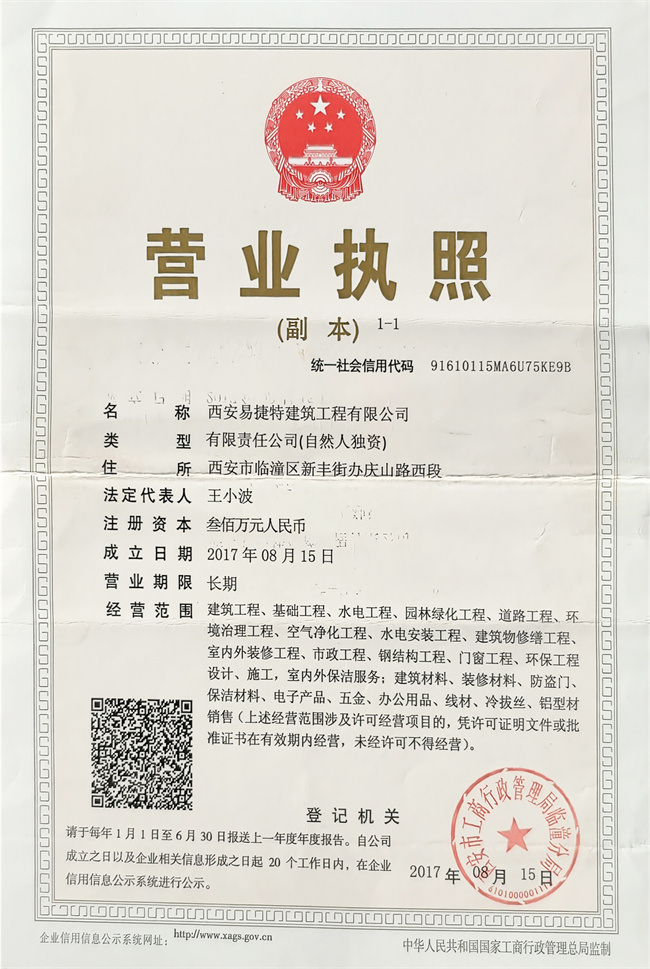 营业执照
(副 本) 1-1
统一社会信用代码 91610115MA6U75KE9B
名称 西安易捷特建筑工程有限公司
类型 有限责任公司(自然人独资)
住所 西安市临潼区新丰街办庆山路西段
法定代表人 王小波
注册资本 叁佰万元人民币
成立日期 2017年08月15日
营业期限 长期
经营范围 建筑工程、基础工程、水电工程、园林绿化工程、道路工程、环
境治理工程、空气净化工程、水电安装工程、建筑物修缮工程、
室内外装修工程、市政工程、钢结构工程、门窗工程、环保工程
设计、施工，室内外保洁服务；建筑材料、装修材料、防盗门、
保洁材料、电子产品、五金、办公用品、线材、冷拔丝、铝型材
销售（上述经营范围涉及许可经营项目的，凭许可证明文件或批
准证书在有效期内经营，未经许可不得经营）。
登记机关
西安市工商行政管理局临潼分局
2017年08月15日
请于每年1月1日至6月30日报送上一年度年度报告。自公司
成立之日以及企业相关信息形成之日起 20 个工作日内，在企业
信用信息公示系统进行公示。
企业信用信息公示系统网址： http://www.xags.gov.cn
中华人民共和国国家工商行政管理总局监制